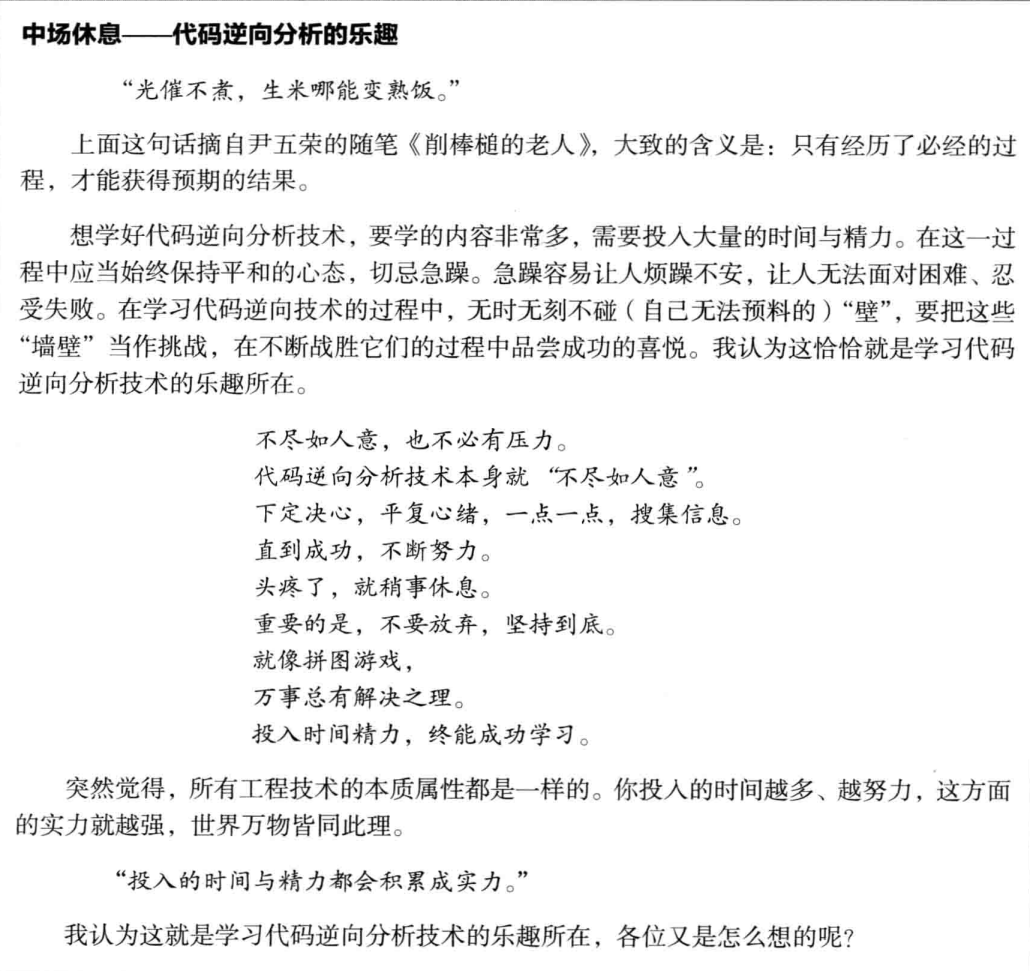 中场休息——代码逆向分析的乐趣
“光催不煮，生米哪能变熟饭。”
上面这句话摘自尹五荣的随笔《削棒槌的老人》，大致的含义是：只有经历了必经的过
程，才能获得预期的结果。
想学好代码逆向分析技术，要学的内容非常多，需要投入大量的时间与精力。在这一过
程中应当始终保持平和的心态，切忌急躁。急躁容易让人烦躁不安，让人无法面对困难、忍
受失败。在学习代码逆向技术的过程中，无时无刻不碰（自己无法预料的）“壁”，要把这些
“墙壁”当作挑战，在不断战胜它们的过程中品尝成功的喜悦。我认为这恰恰就是学习代码
逆向分析技术的乐趣所在。
不尽如人意，也不必有压力。
代码逆向分析技术本身就“不尽如人意”。
下定决心，平复心绪，一点一点，搜集信息。
直到成功，不断努力。
头疼了，就稍事休息。
重要的是，不要放弃，坚持到底。
就像拼图游戏，
万事总有解决之理。
投入时间精力，终能成功学习。
突然觉得，所有工程技术的本质属性都是一样的。你投入的时间越多、越努力，这方面
的实力就越强，世界万物皆同此理。
“投入的时间与精力都会积累成实力。”
我认为这就是学习代码逆向分析技术的乐趣所在，各位又是怎么想的呢？